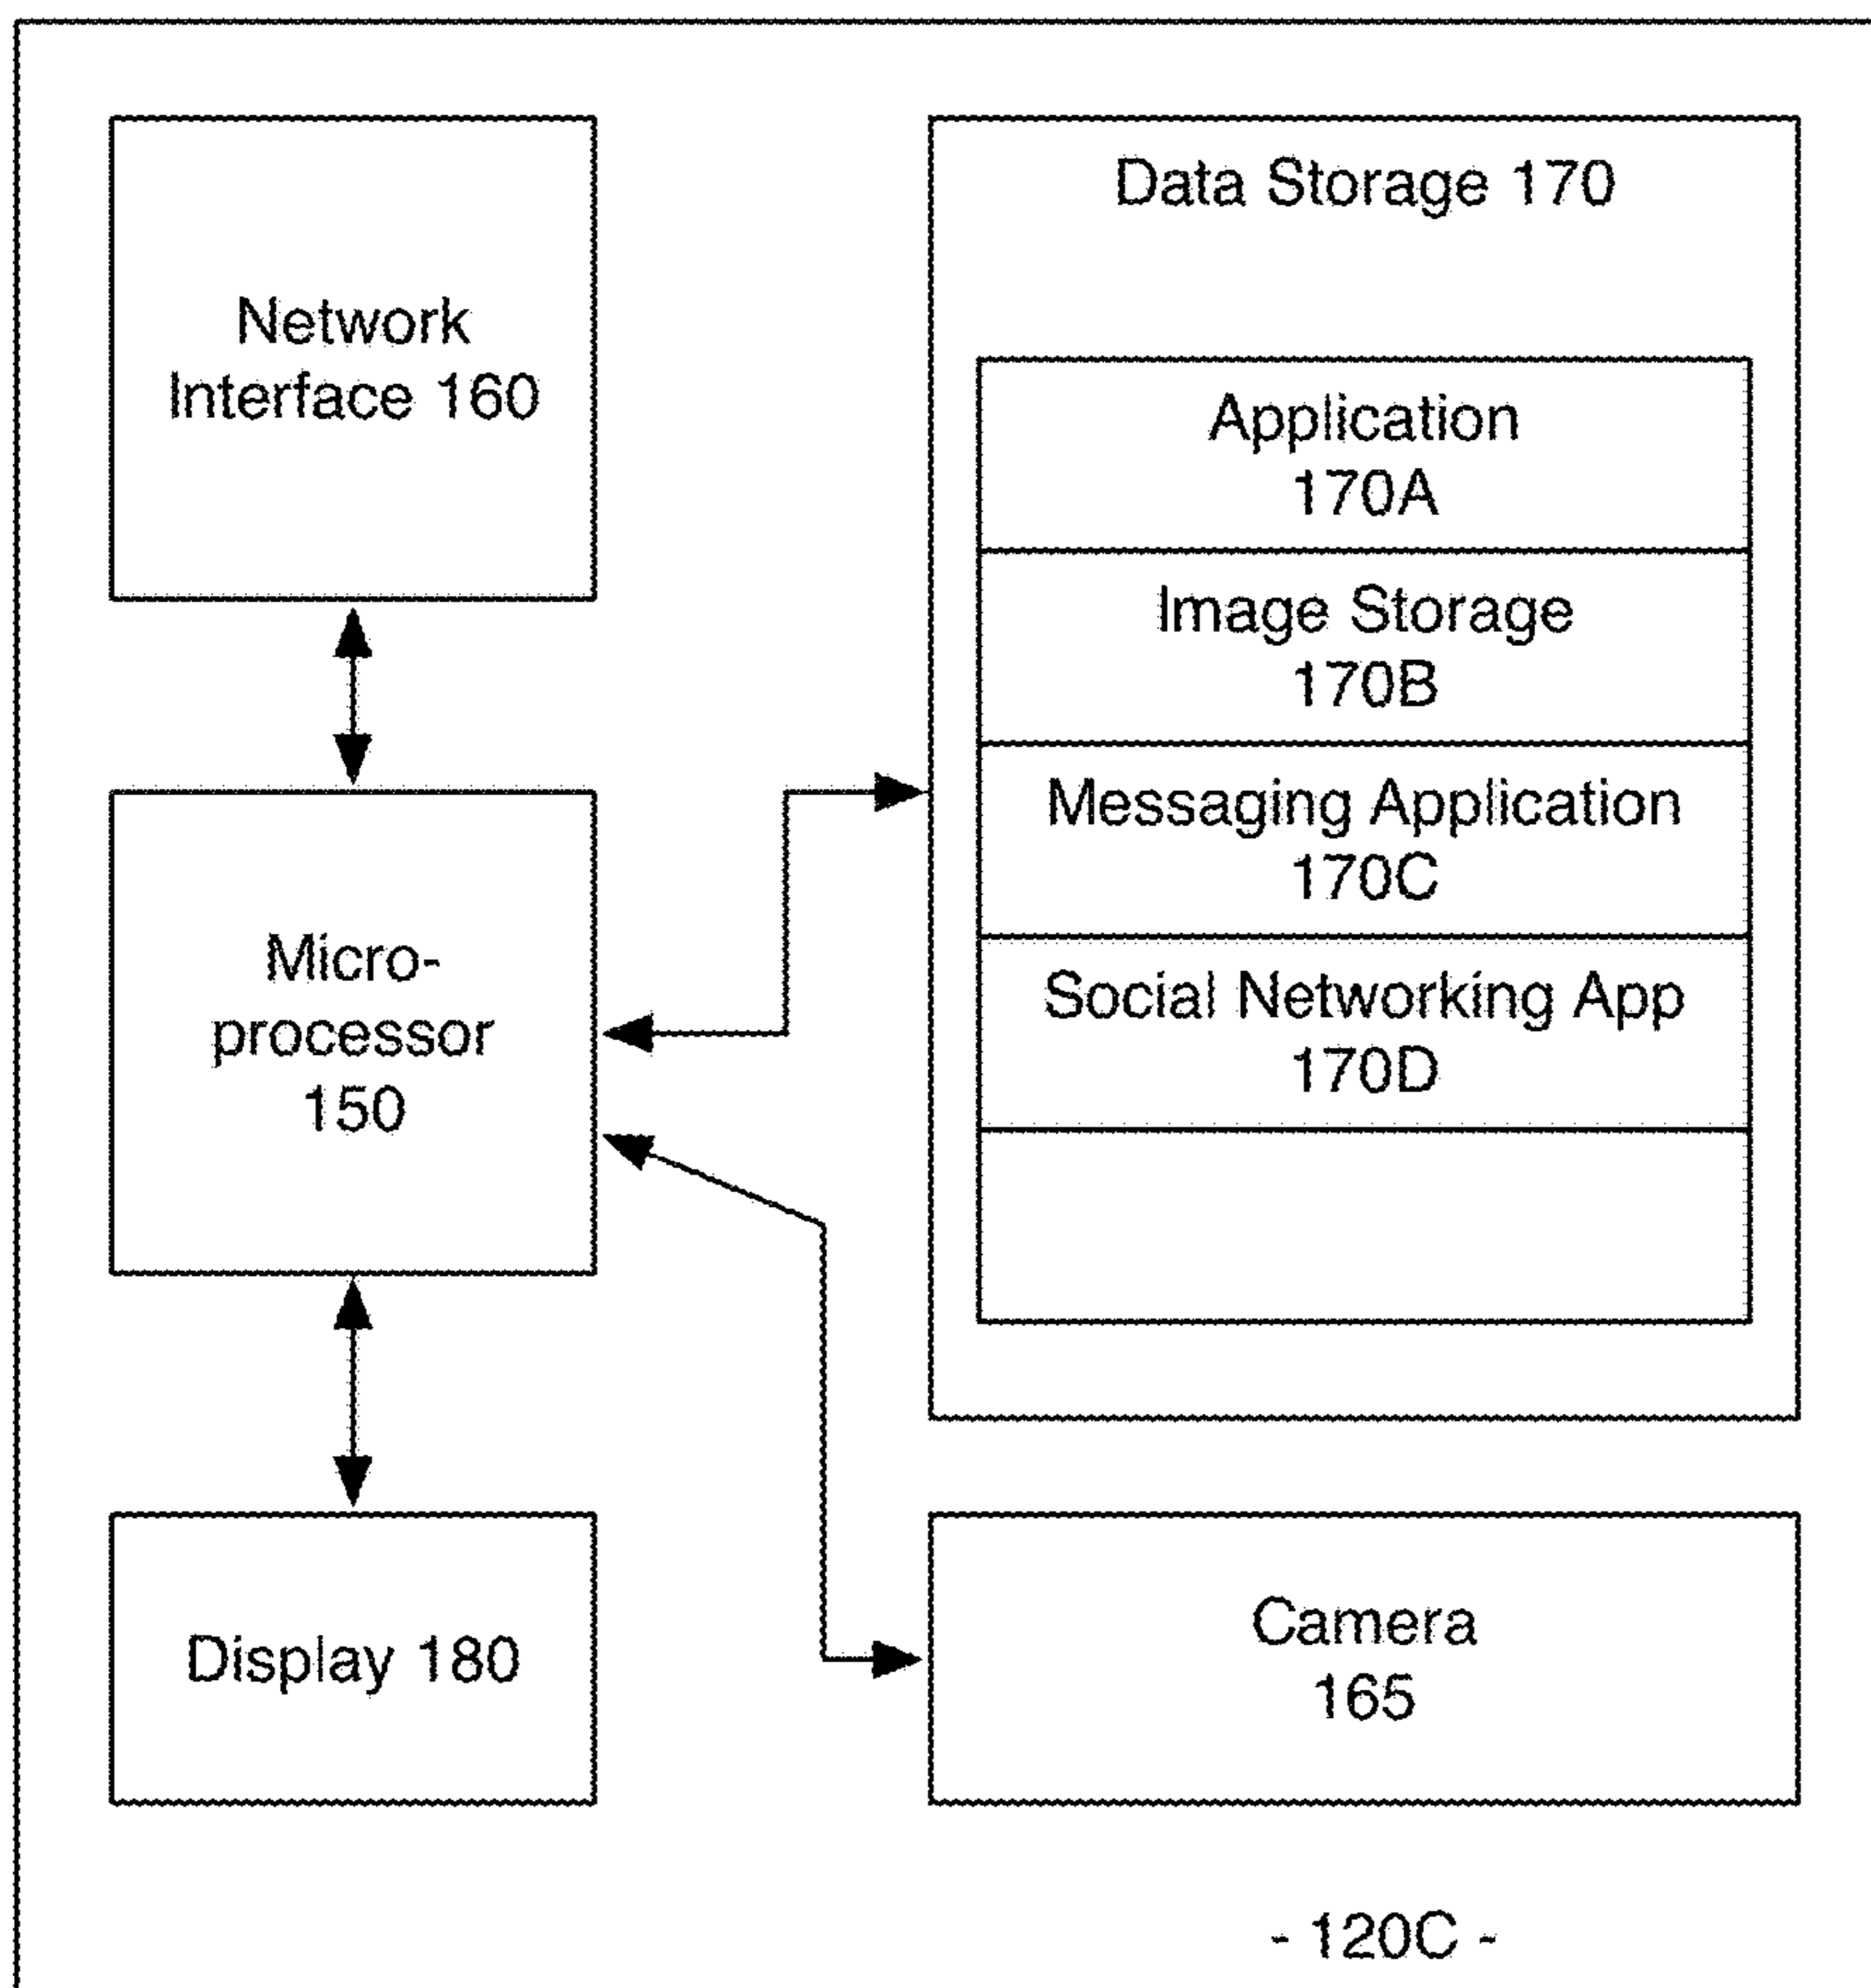 Network
Interface 160
Micro-
processor
150
Display 180
Data Storage 170
Application
170A
Image Storage
170B
Messaging Application
170C
Social Networking App
170D
Camera
165
- 120C -